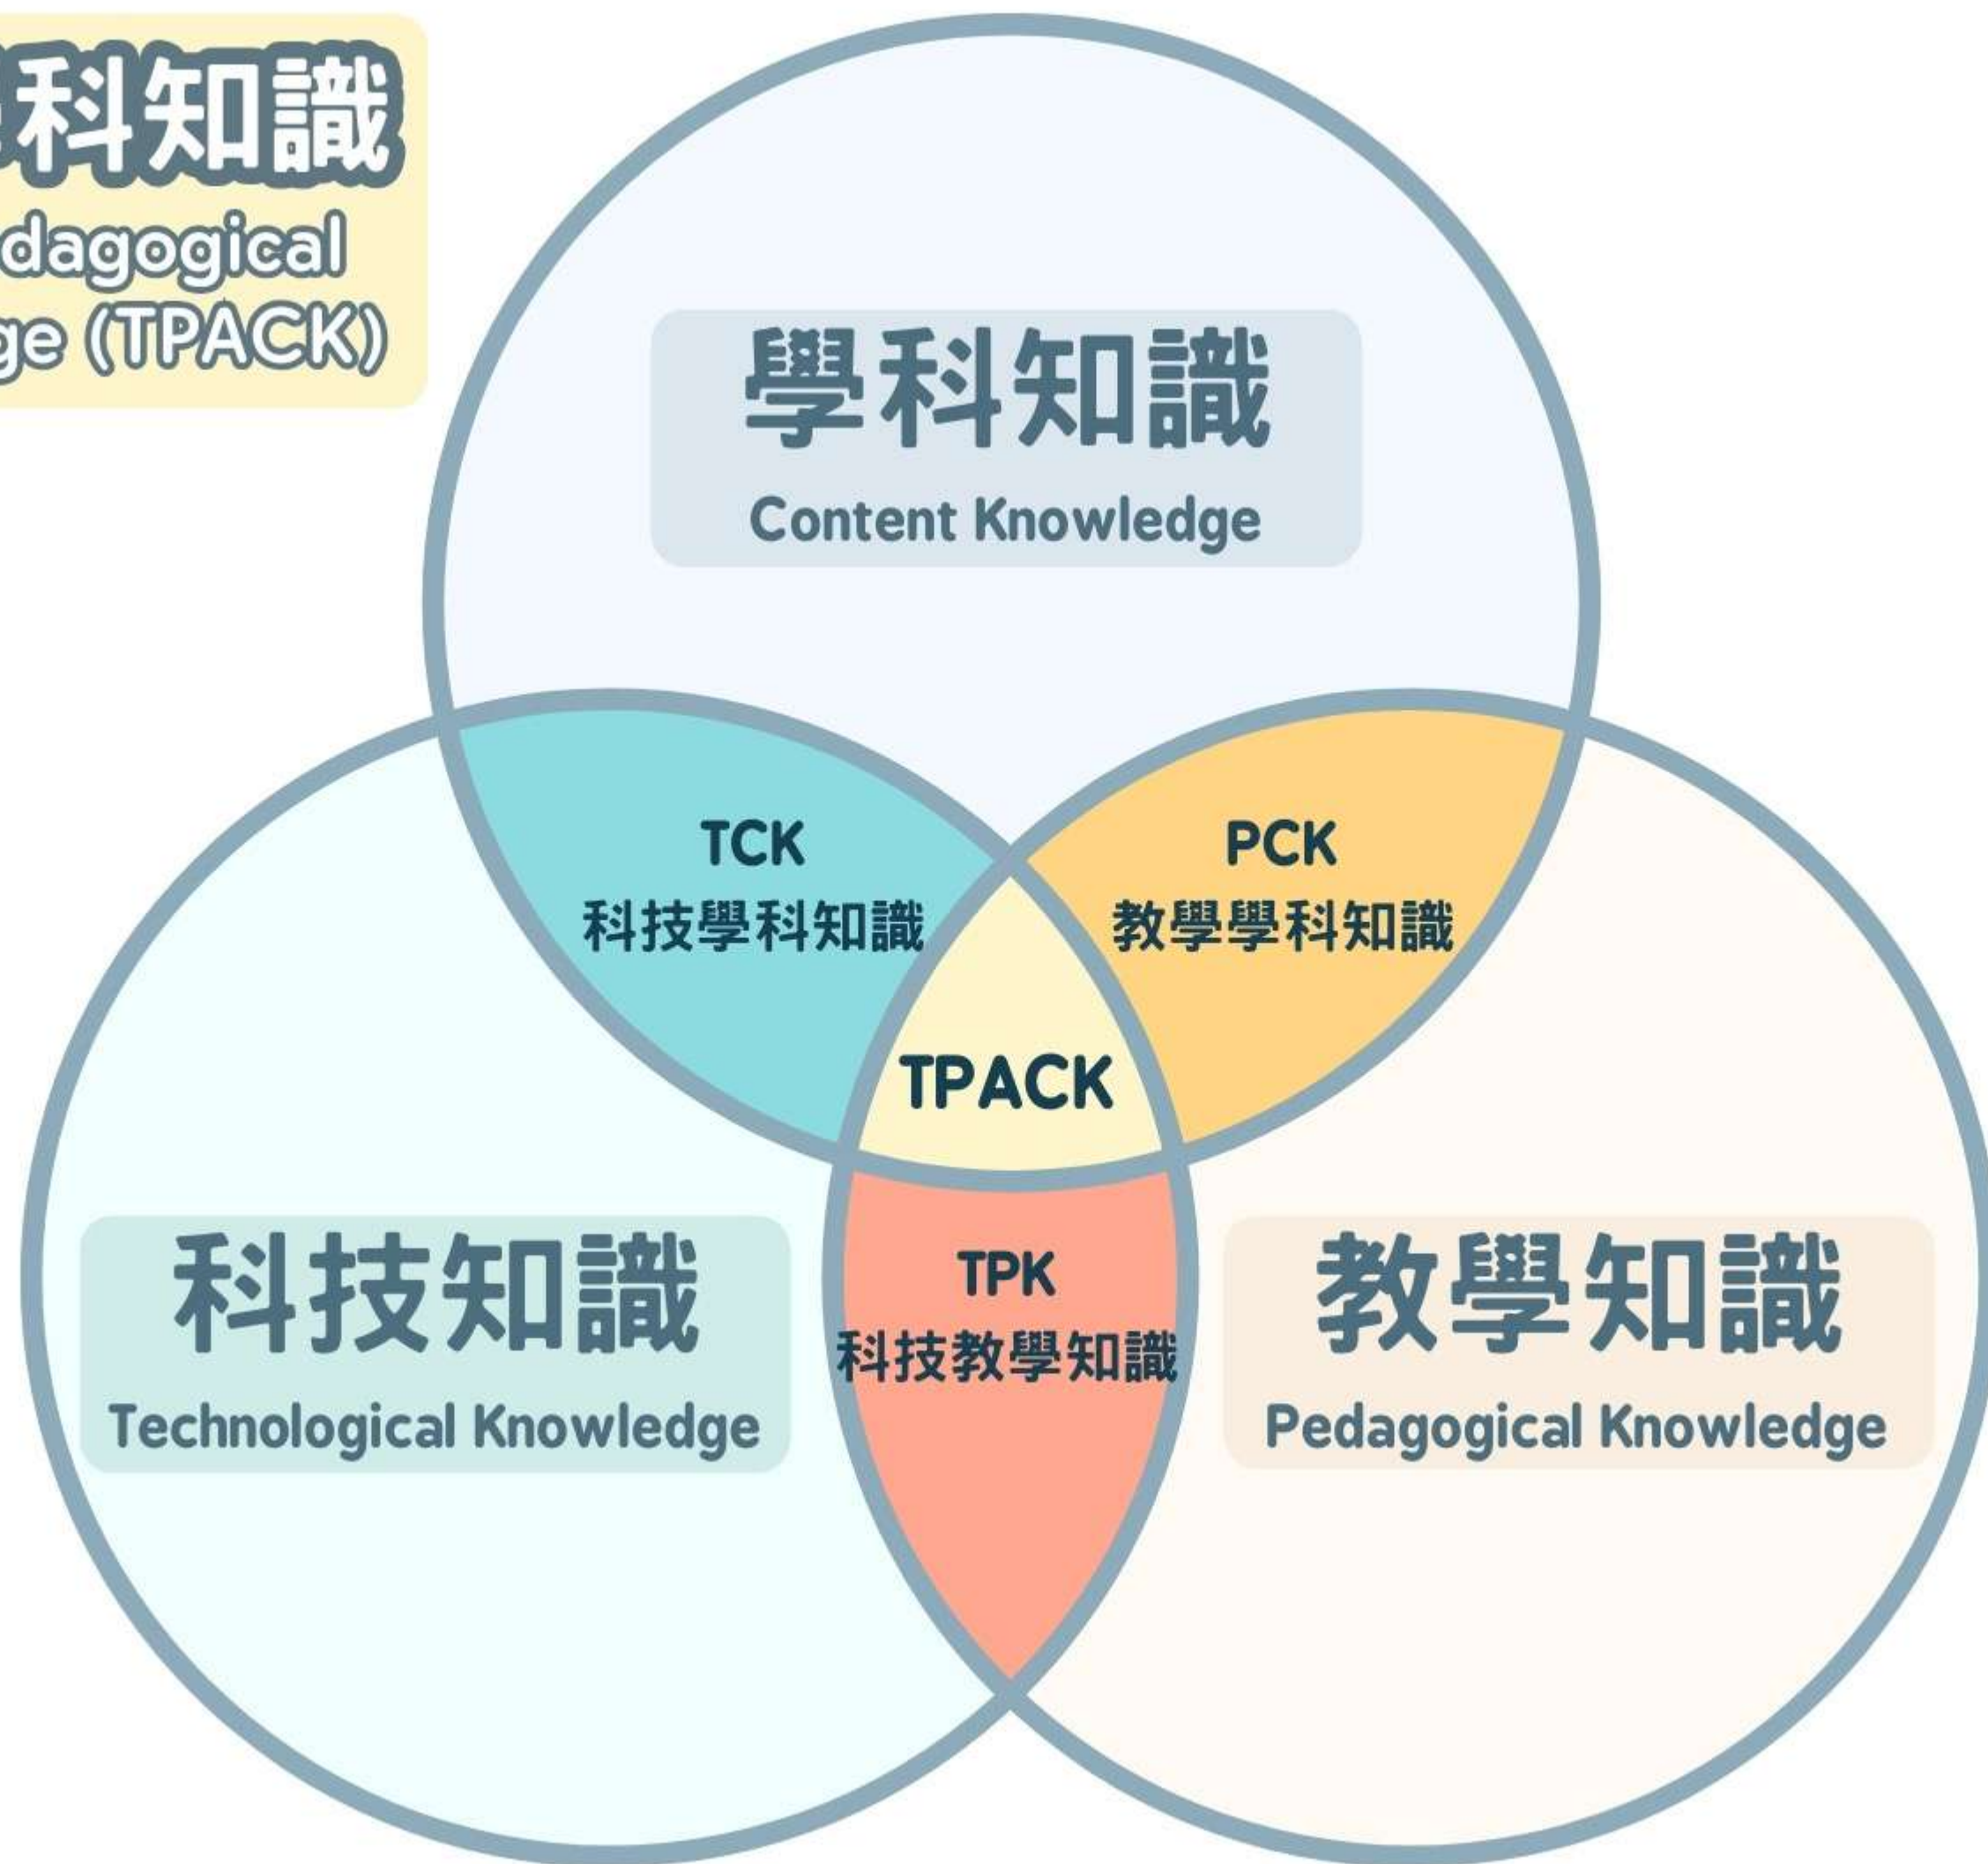 科知識
dagogical
ge (TPACK)
學科知識
Content Knowledge
TCK
科技學科知識
PCK
教學學科知識
TPACK
科技知識
Technological Knowledge
TPK
科技教學知識
教學知識
Pedagogical Knowledge